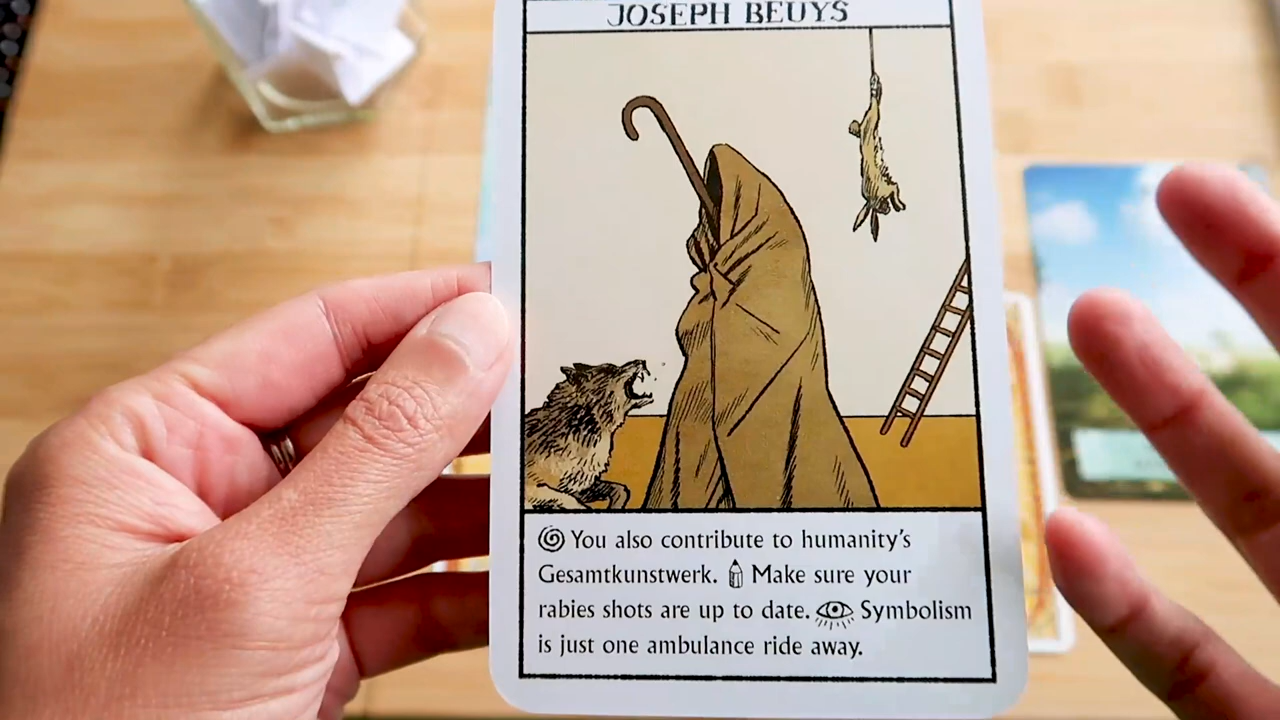 JOSEPH BEUYS
You also contribute to humanity's
Gesamtkunstwerk. Make sure your
rabies shots are up to date. Symbolism
is just one ambulance ride away.